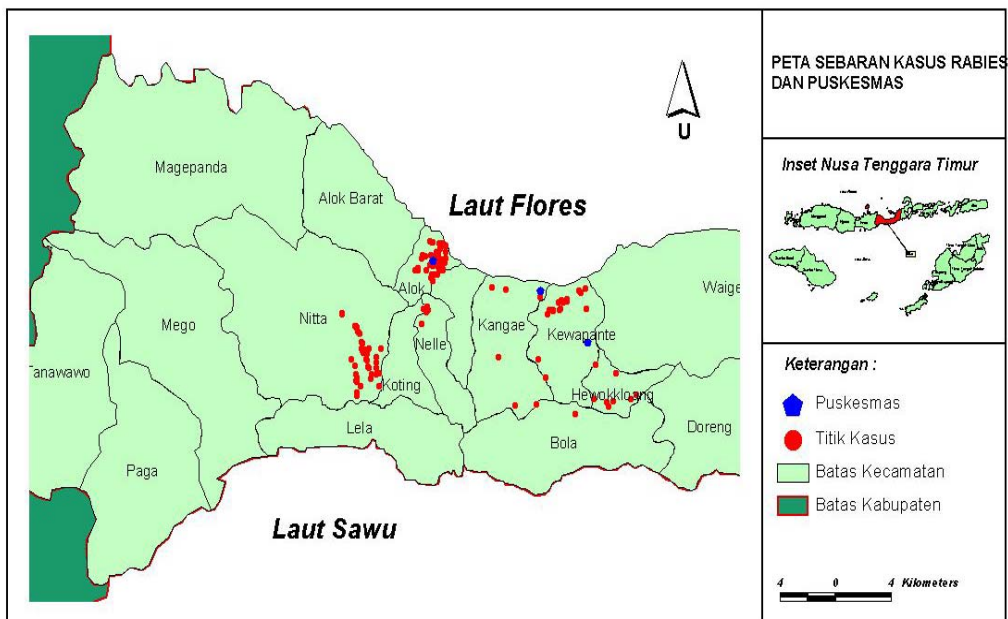 PETA SEBARAN KASUS RABIES
DAN PUSKESMAS
Inset Nusa Tenggara Timur
Keterangan :
Puskesmas
Titik Kasus
Batas Kecamatan
Batas Kabupaten
4 0 4 Kilometers
U
Laut Flores
Laut Sawu
Magepanda
Alok Barat
Alok
Waige
Nitta
Mego
Kangae
Kewapante
Nelle
Tanawawo
Koting
Hewokkloang
Lela
Bola
Doreng
Paga